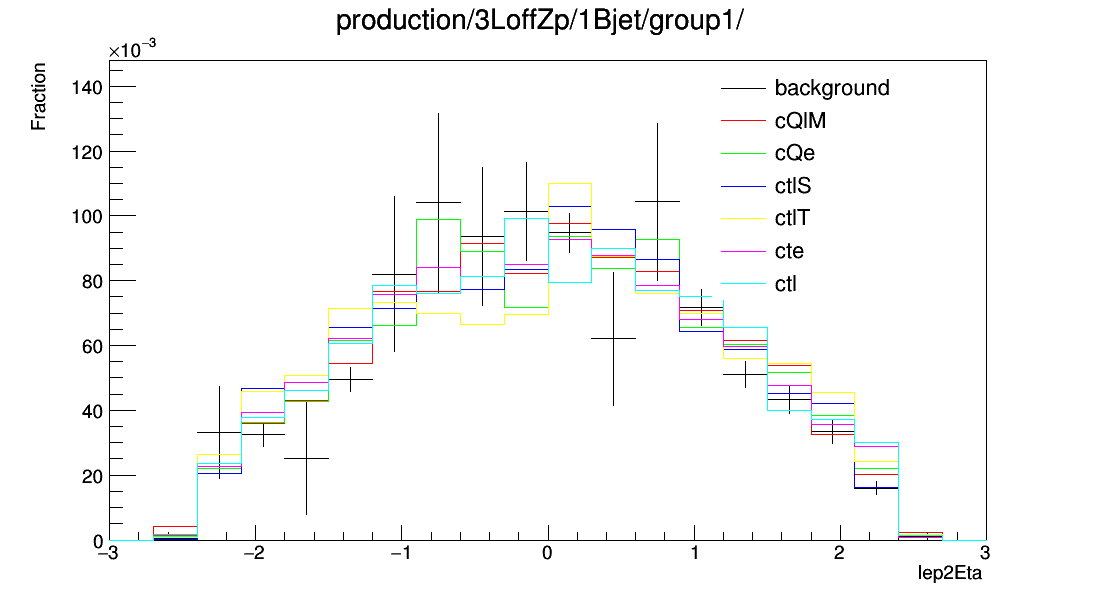 production/3LoffZp/1Bjet/group1/
×10⁻³
Fraction
140
120
100
80
60
40
20
0
background
cQlM
cQe
ctlS
ctlT
cte
ctl
−3 −2 −1 0 1 2 3
lep2Eta